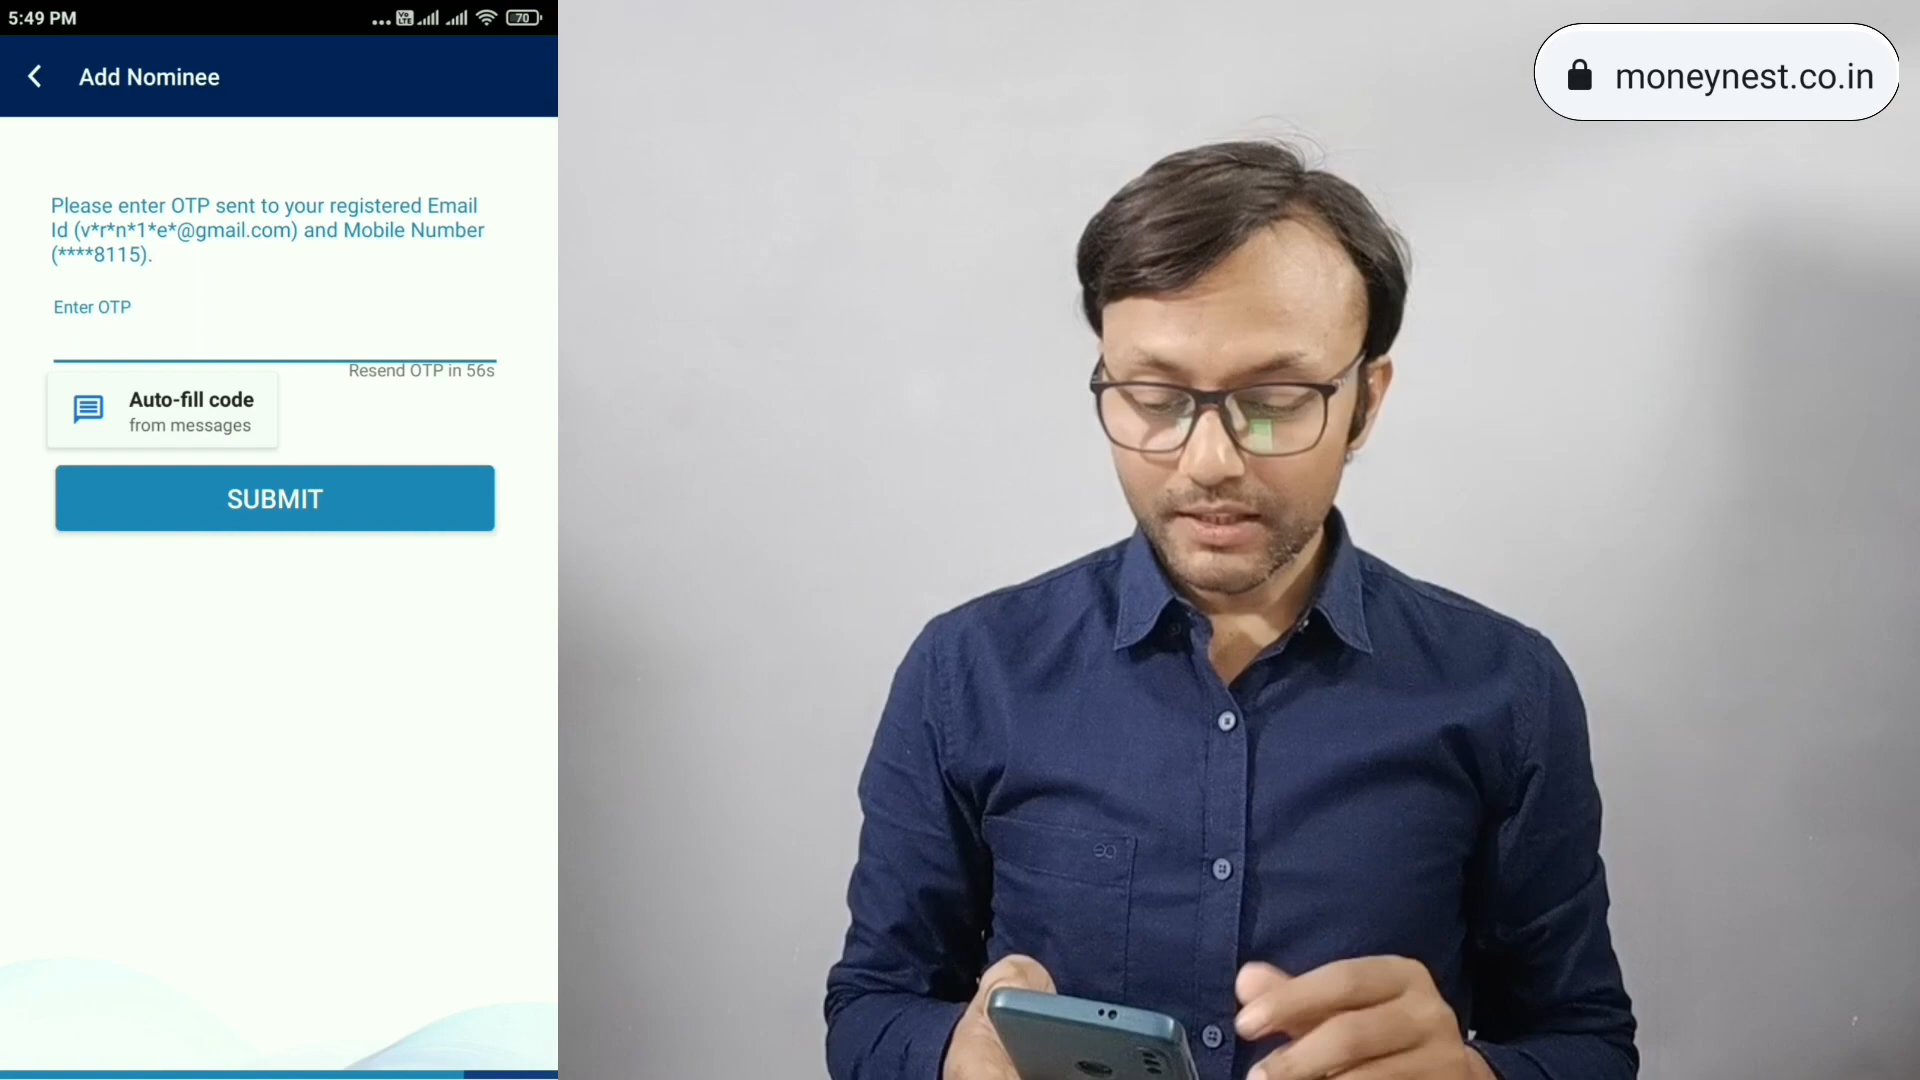 5:49 PM
70
Add Nominee
moneynest.co.in
Please enter OTP sent to your registered Email
Id (v*r*n*1*e*@gmail.com) and Mobile Number
(****8115).
Enter OTP
Resend OTP in 56s
Auto-fill code
from messages
SUBMIT